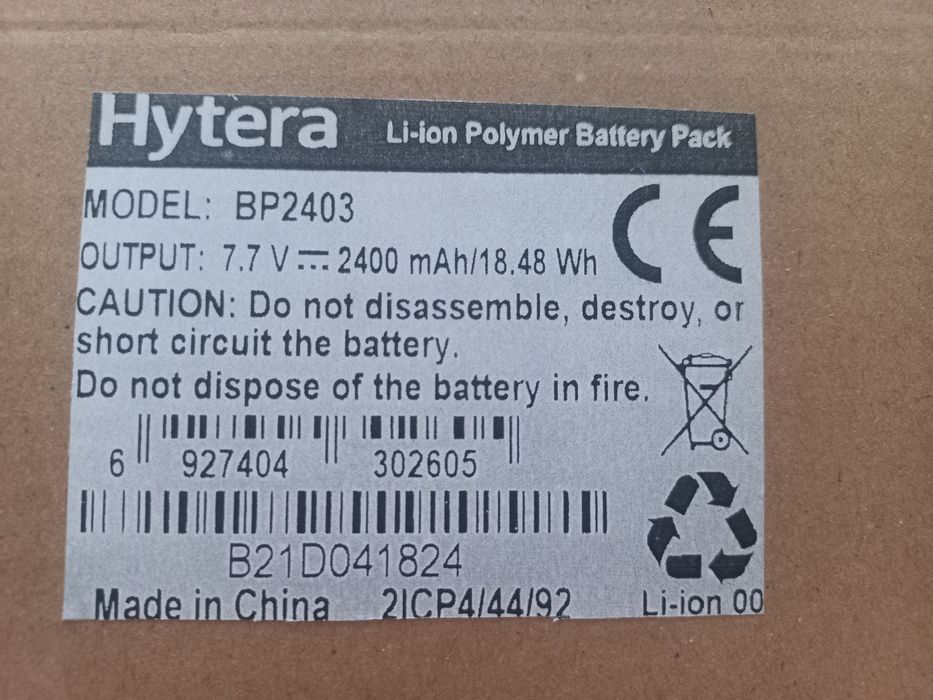 Hytera Li-ion Polymer Battery Pack
MODEL: BP2403
OUTPUT: 7.7 V ⎓ 2400 mAh/18.48 Wh
CE
CAUTION: Do not disassemble, destroy, or
short circuit the battery.
Do not dispose of the battery in fire.
6 927404 302605
B21D041824
Made in China 2ICP4/44/92 Li-ion 00